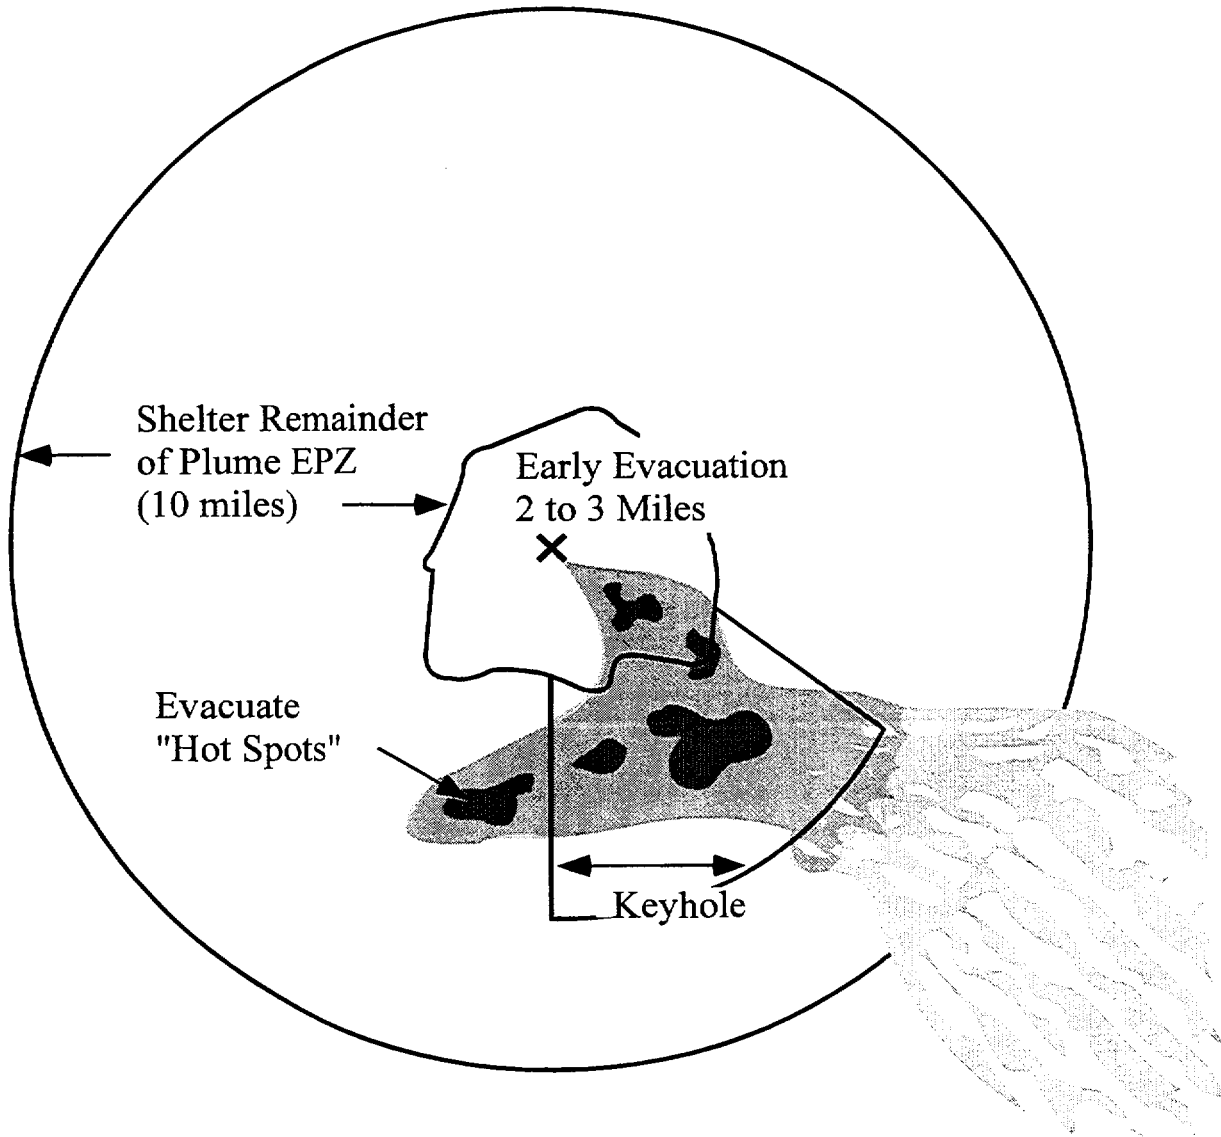 Shelter Remainder
of Plume EPZ
(10 miles)
Early Evacuation
2 to 3 Miles
Evacuate
"Hot Spots"
Keyhole